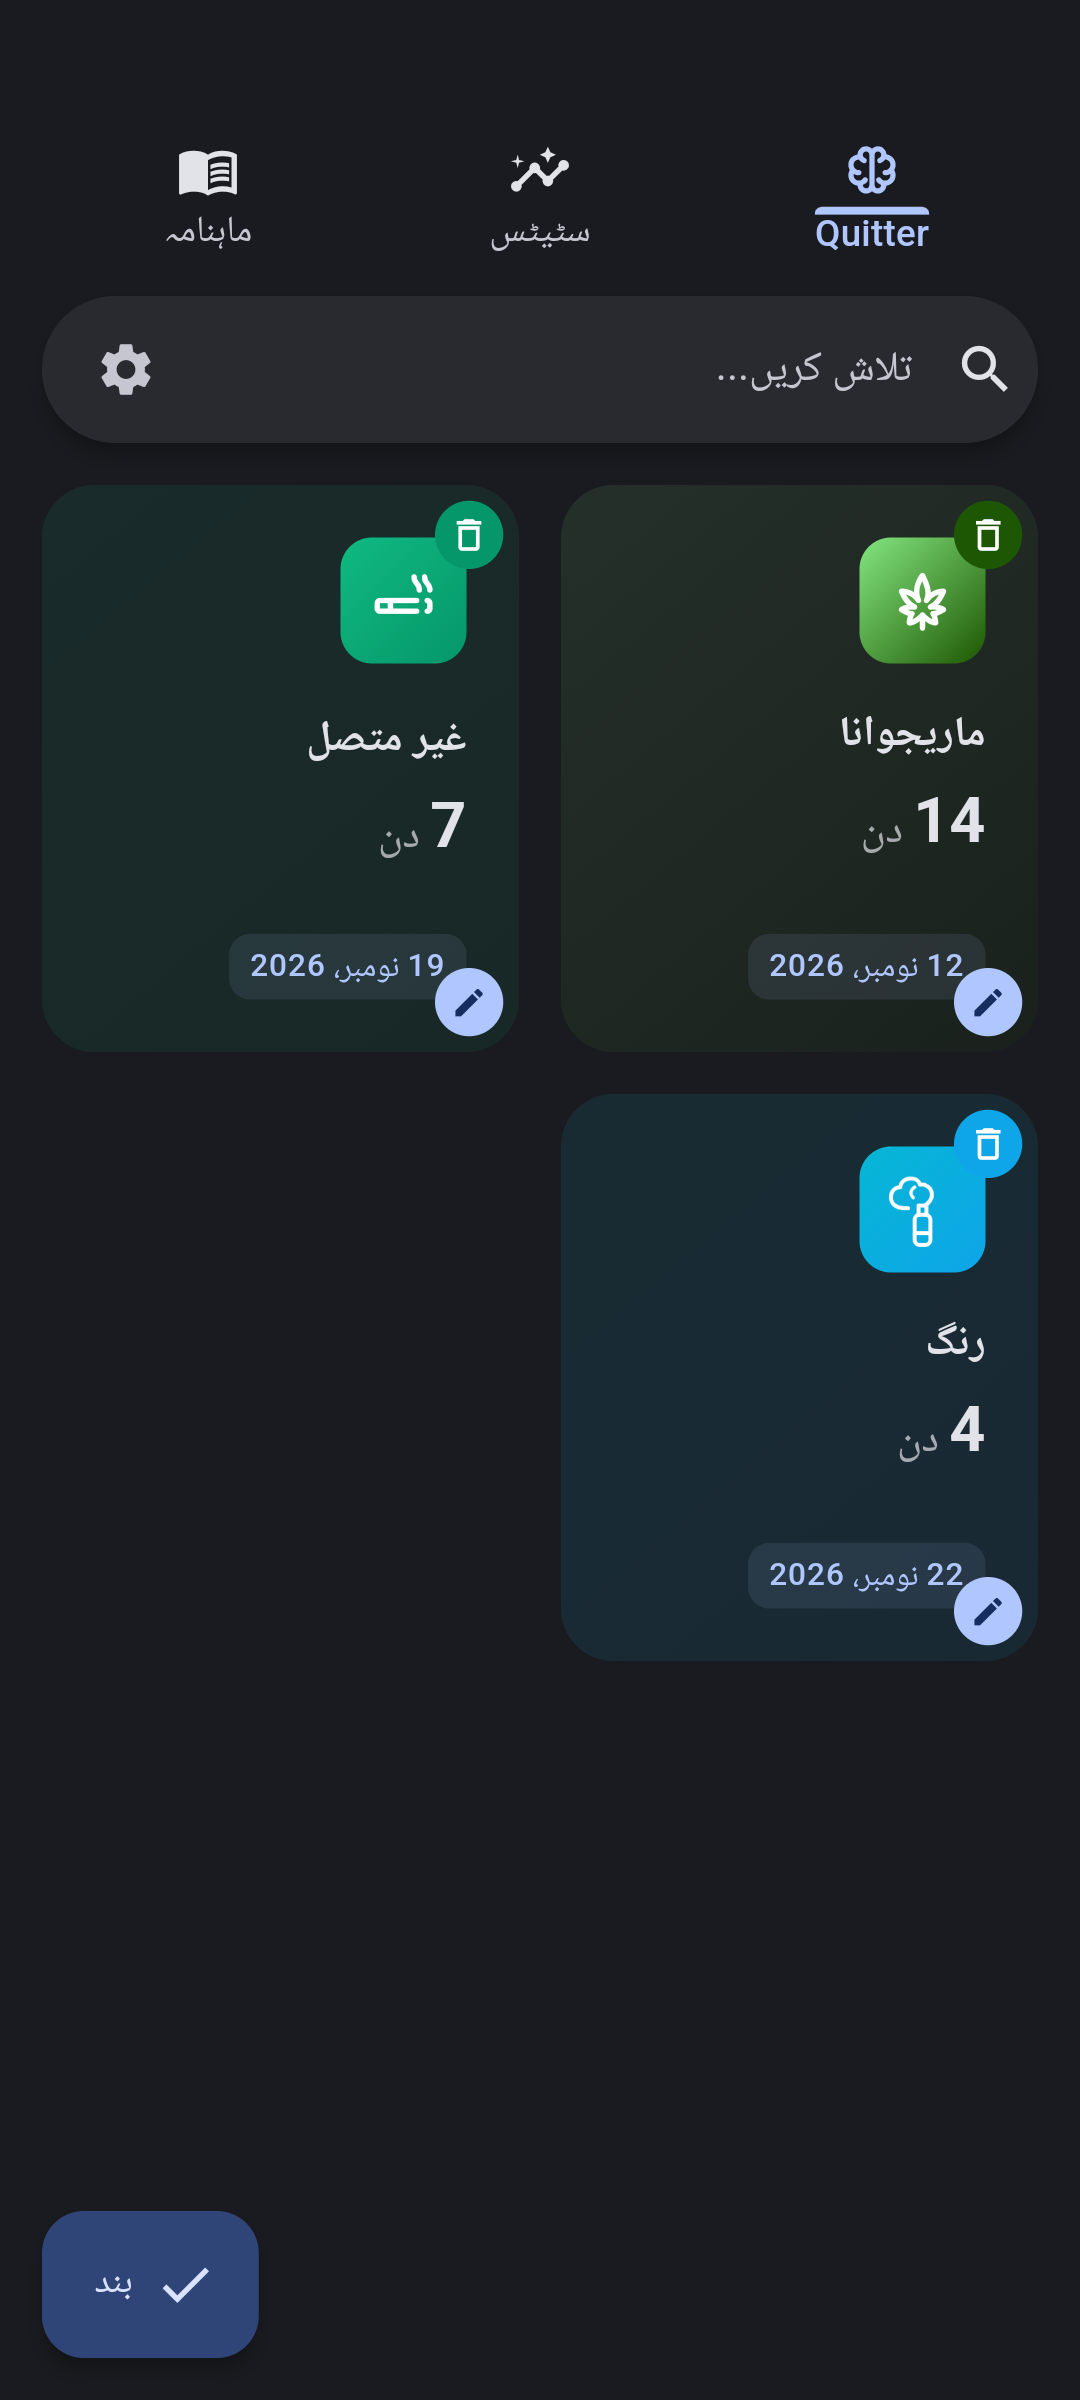 Quitter
سٹیٹس
ماہنامہ
تلاش کریں...
ماریجوانا
14 دن
12 نومبر، 2026
غیر متصل
7 دن
19 نومبر، 2026
رنگ
4 دن
22 نومبر، 2026
بند